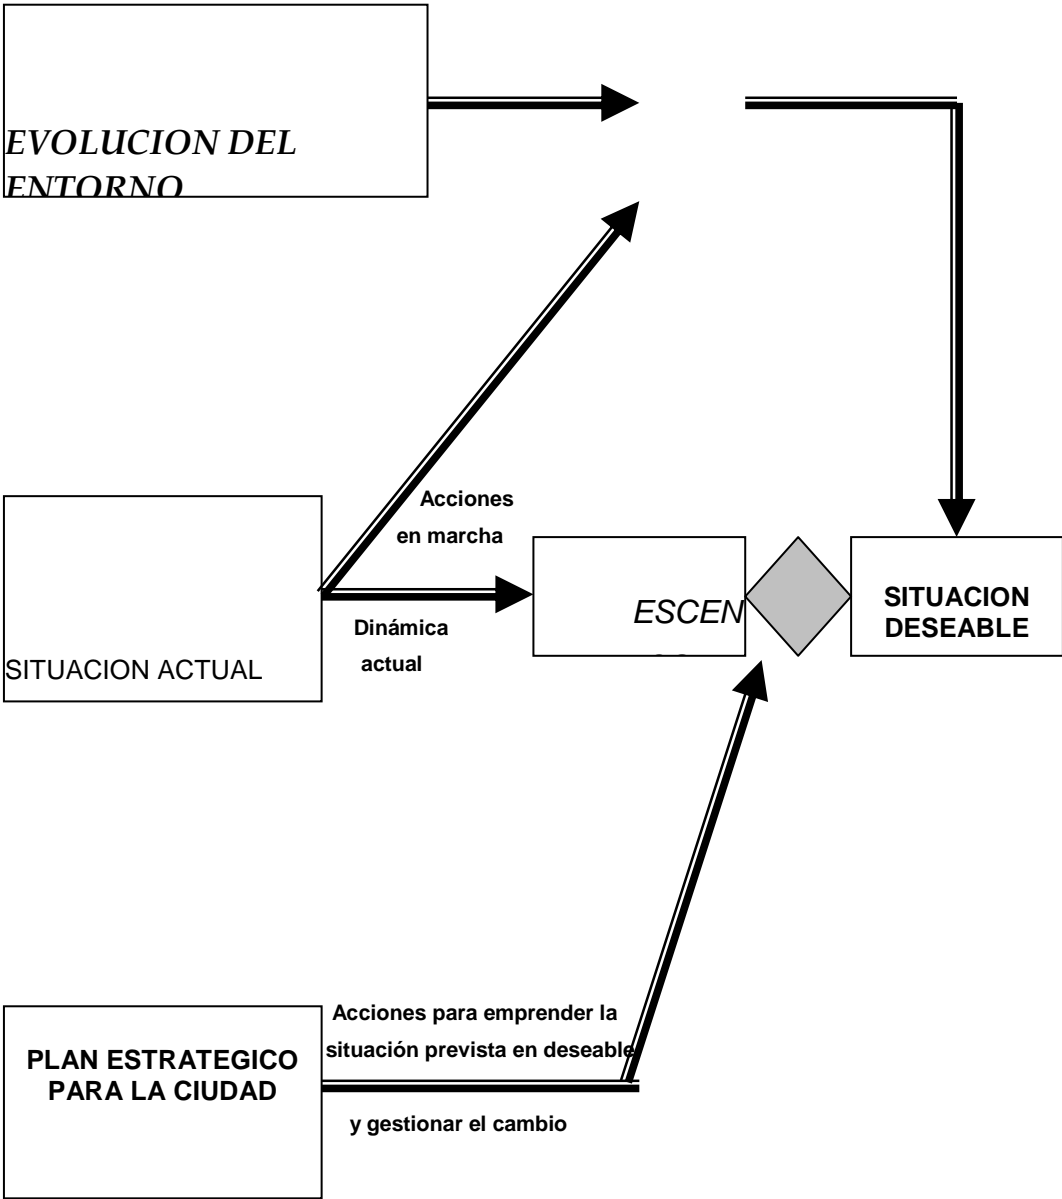 EVOLUCION DEL
ENTORNO
Acciones
en marcha
Dinámica
actual
SITUACION ACTUAL
ESCEN
SITUACION
DESEABLE
PLAN ESTRATEGICO
PARA LA CIUDAD
Acciones para emprender la
situación prevista en deseable
y gestionar el cambio